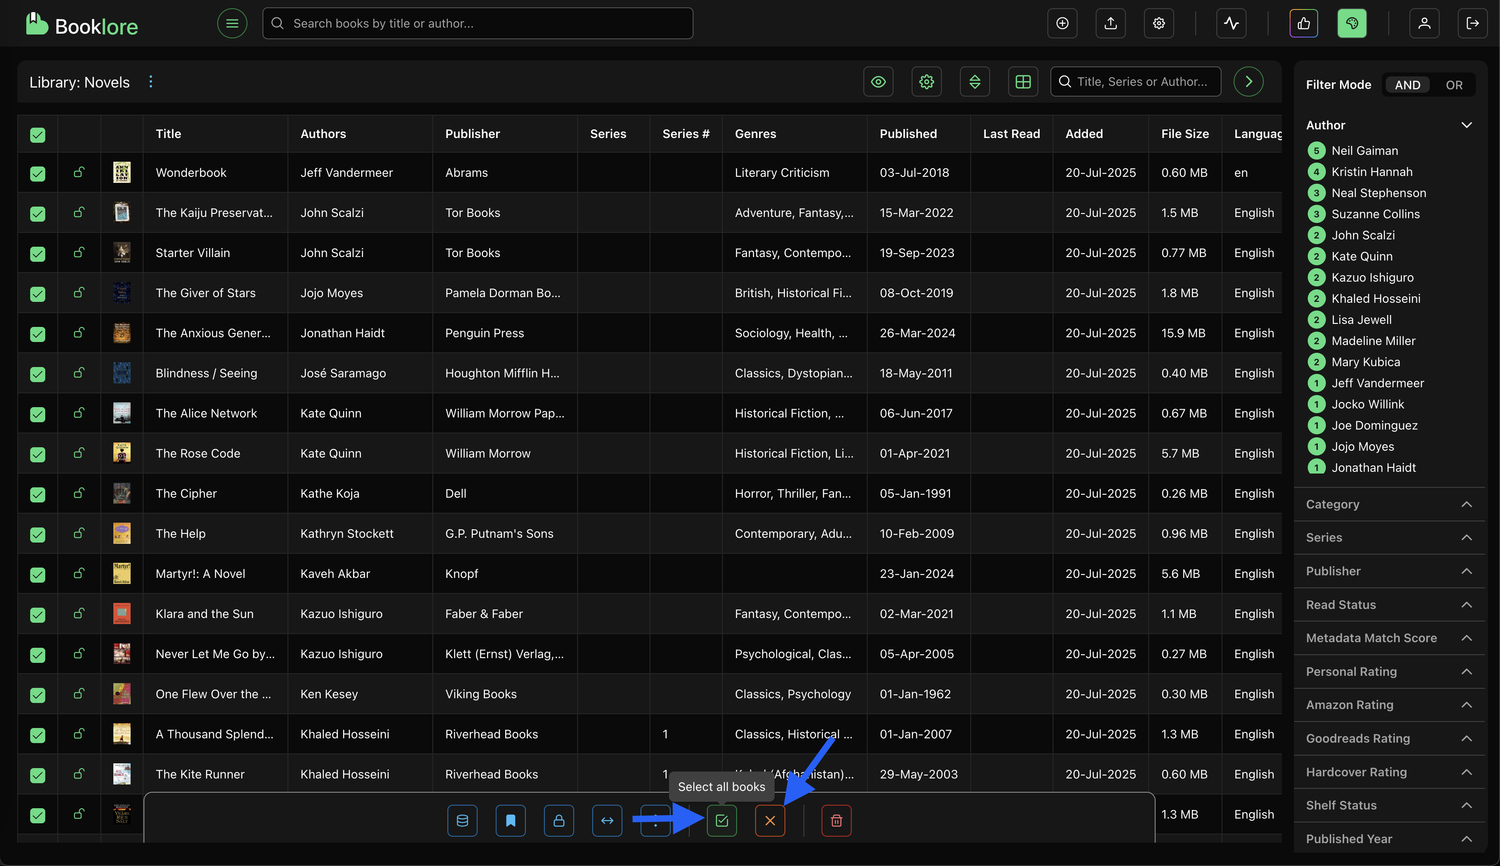 Booklore
Search books by title or author...
Library: Novels
Title, Series or Author...
Filter Mode AND OR
Title Authors Publisher Series Series # Genres Published Last Read Added File Size Languag
Wonderbook Jeff Vandermeer Abrams Literary Criticism 03-Jul-2018 20-Jul-2025 0.60 MB en
The Kaiju Preservat... John Scalzi Tor Books Adventure, Fantasy,... 15-Mar-2022 20-Jul-2025 1.5 MB English
Starter Villain John Scalzi Tor Books Fantasy, Contempo... 19-Sep-2023 20-Jul-2025 0.77 MB English
The Giver of Stars Jojo Moyes Pamela Dorman Bo... British, Historical Fi... 08-Oct-2019 20-Jul-2025 1.8 MB English
The Anxious Gener... Jonathan Haidt Penguin Press Sociology, Health, ... 26-Mar-2024 20-Jul-2025 15.9 MB English
Blindness / Seeing José Saramago Houghton Mifflin H... Classics, Dystopian... 18-May-2011 20-Jul-2025 0.40 MB English
The Alice Network Kate Quinn William Morrow Pap... Historical Fiction, ... 06-Jun-2017 20-Jul-2025 0.67 MB English
The Rose Code Kate Quinn William Morrow Historical Fiction, Li... 01-Apr-2021 20-Jul-2025 5.7 MB English
The Cipher Kathe Koja Dell Horror, Thriller, Fan... 05-Jan-1991 20-Jul-2025 0.26 MB English
The Help Kathryn Stockett G.P. Putnam's Sons Contemporary, Adu... 10-Feb-2009 20-Jul-2025 0.96 MB English
Martyr!: A Novel Kaveh Akbar Knopf 23-Jan-2024 20-Jul-2025 5.6 MB English
Klara and the Sun Kazuo Ishiguro Faber & Faber Fantasy, Contempo... 02-Mar-2021 20-Jul-2025 1.1 MB English
Never Let Me Go by... Kazuo Ishiguro Klett (Ernst) Verlag,... Psychological, Clas... 05-Apr-2005 20-Jul-2025 0.27 MB English
One Flew Over the ... Ken Kesey Viking Books Classics, Psychology 01-Jan-1962 20-Jul-2025 0.30 MB English
A Thousand Splend... Khaled Hosseini Riverhead Books 1 Classics, Historical ... 01-Jan-2007 20-Jul-2025 1.3 MB English
The Kite Runner Khaled Hosseini Riverhead Books 1 (Afghanistan)... 29-May-2003 20-Jul-2025 0.60 MB English
Select all books
1.3 MB English
Author
5 Neil Gaiman
4 Kristin Hannah
3 Neal Stephenson
3 Suzanne Collins
2 John Scalzi
2 Kate Quinn
2 Kazuo Ishiguro
2 Khaled Hosseini
2 Lisa Jewell
2 Madeline Miller
2 Mary Kubica
1 Jeff Vandermeer
1 Jocko Willink
1 Joe Dominguez
1 Jojo Moyes
1 Jonathan Haidt
Category
Series
Publisher
Read Status
Metadata Match Score
Personal Rating
Amazon Rating
Goodreads Rating
Hardcover Rating
Shelf Status
Published Year